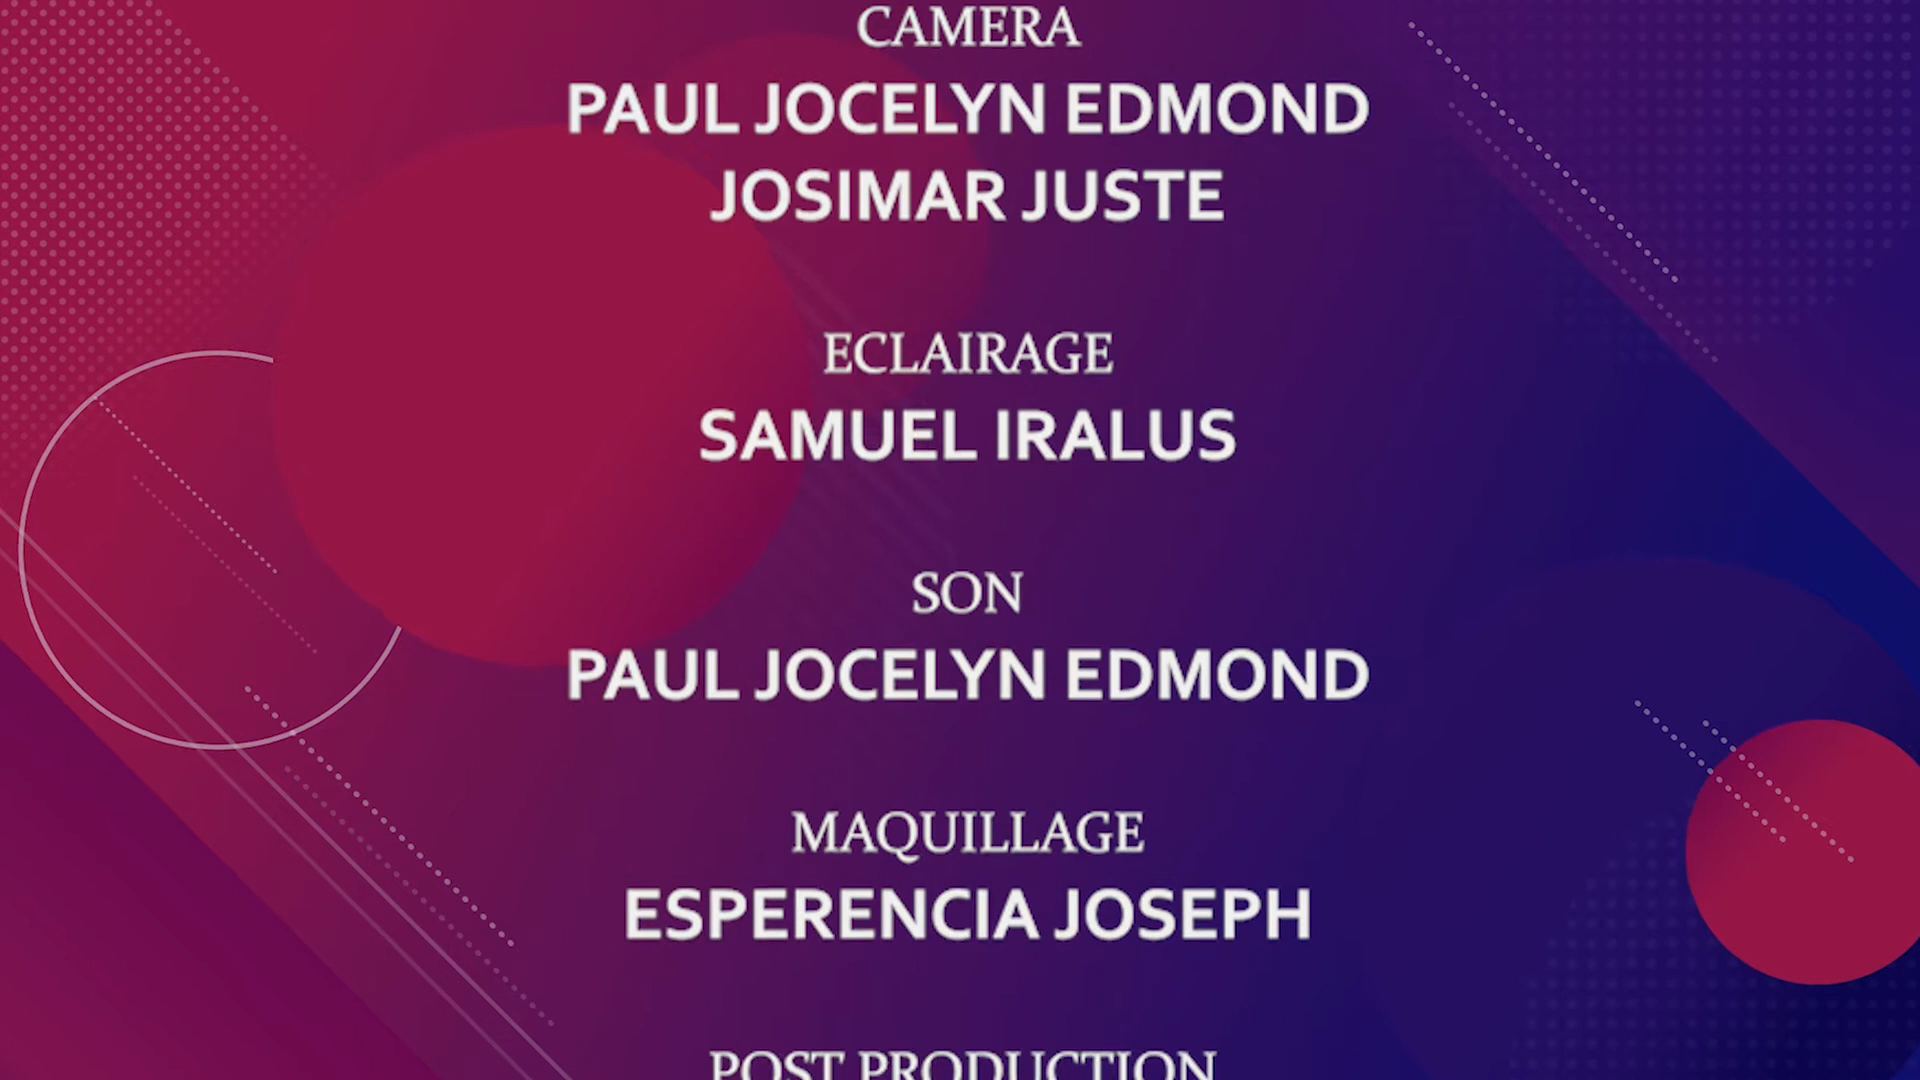 CAMERA
PAUL JOCELYN EDMOND
JOSIMAR JUSTE
ECLAIRAGE
SAMUEL IRALUS
SON
PAUL JOCELYN EDMOND
MAQUILLAGE
ESPERENCIA JOSEPH
POST PRODUCTION